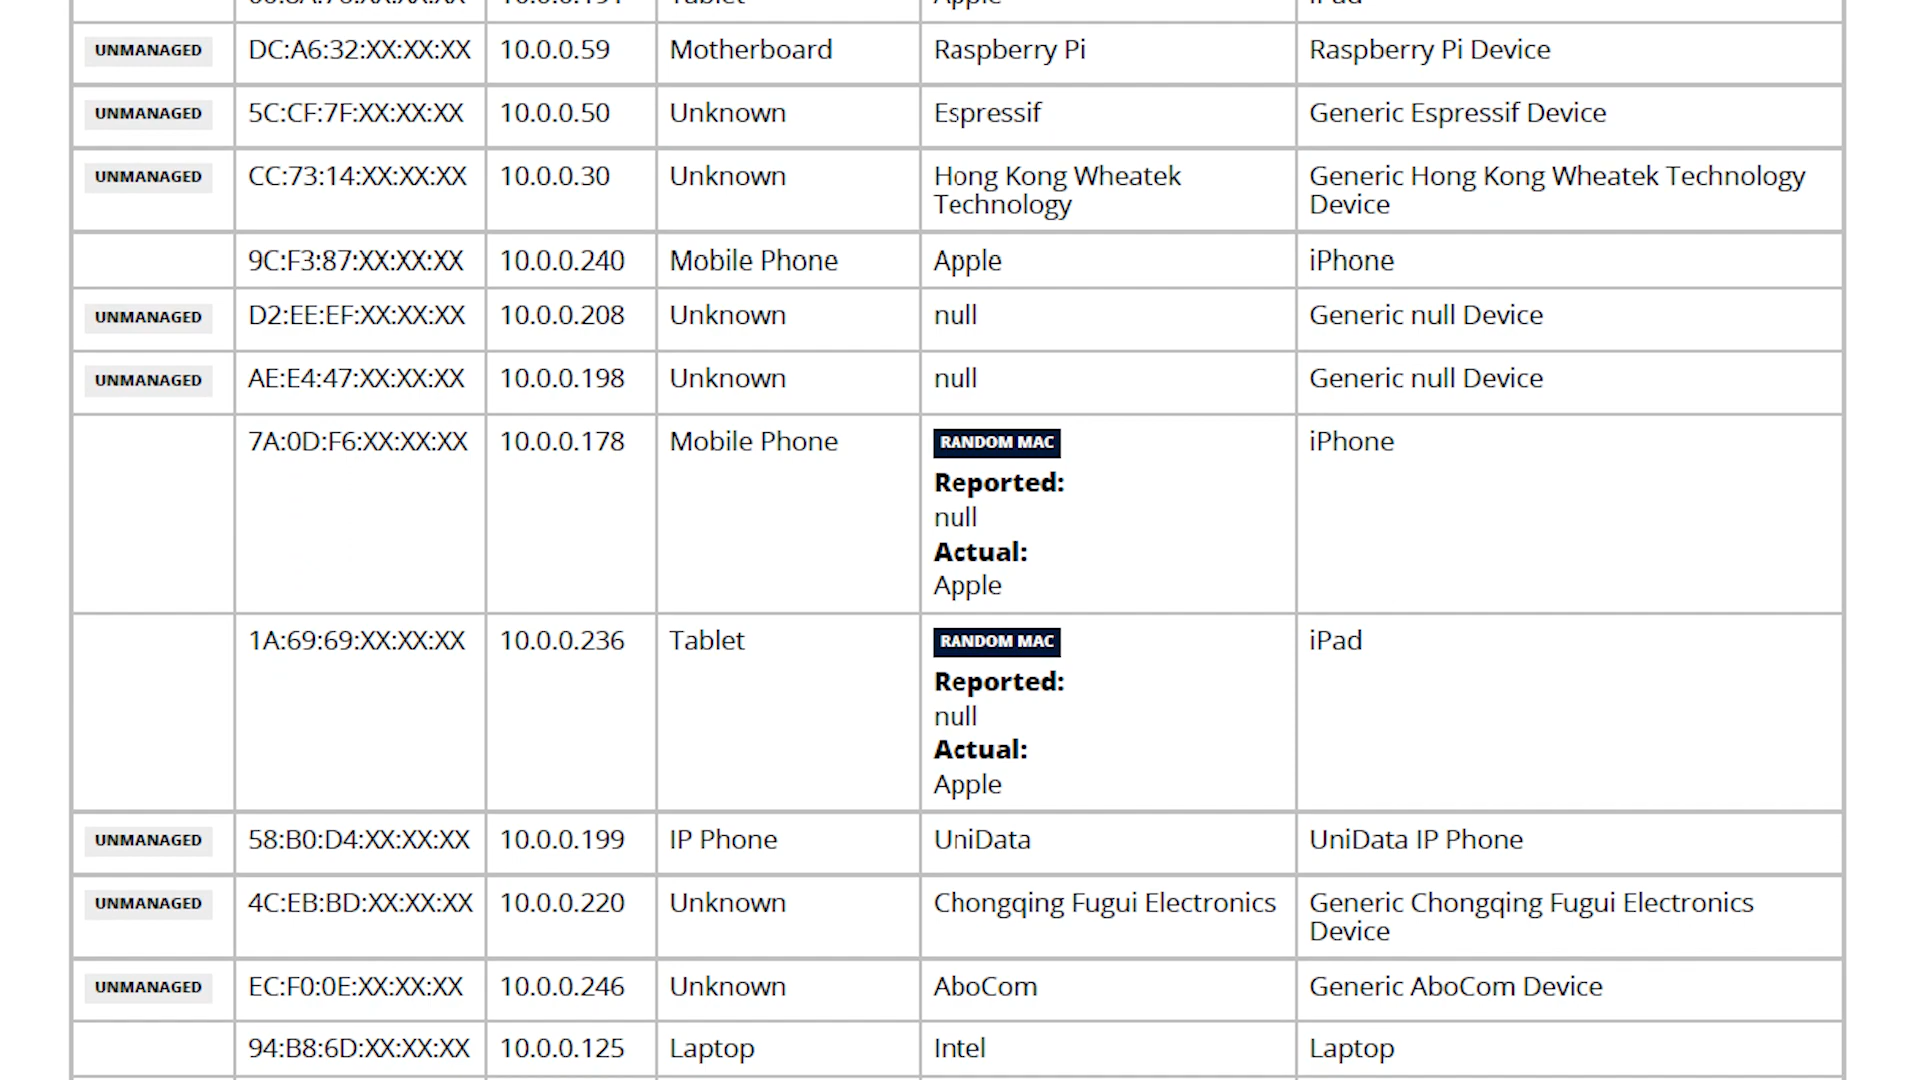 10.0.0.191 Tablet Apple iPad
UNMANAGED DC:A6:32:XX:XX:XX 10.0.0.59 Motherboard Raspberry Pi Raspberry Pi Device
UNMANAGED 5C:CF:7F:XX:XX:XX 10.0.0.50 Unknown Espressif Generic Espressif Device
UNMANAGED CC:73:14:XX:XX:XX 10.0.0.30 Unknown Hong Kong Wheatek Generic Hong Kong Wheatek Technology
Technology Device
9C:F3:87:XX:XX:XX 10.0.0.240 Mobile Phone Apple iPhone
UNMANAGED D2:EE:EF:XX:XX:XX 10.0.0.208 Unknown null Generic null Device
UNMANAGED AE:E4:47:XX:XX:XX 10.0.0.198 Unknown null Generic null Device
7A:0D:F6:XX:XX:XX 10.0.0.178 Mobile Phone RANDOM MAC iPhone
Reported:
null
Actual:
Apple
1A:69:69:XX:XX:XX 10.0.0.236 Tablet RANDOM MAC iPad
Reported:
null
Actual:
Apple
UNMANAGED 58:B0:D4:XX:XX:XX 10.0.0.199 IP Phone UniData UniData IP Phone
UNMANAGED 4C:EB:BD:XX:XX:XX 10.0.0.220 Unknown Chongqing Fugui Electronics Generic Chongqing Fugui Electronics
Device
UNMANAGED EC:F0:0E:XX:XX:XX 10.0.0.246 Unknown AboCom Generic AboCom Device
94:B8:6D:XX:XX:XX 10.0.0.125 Laptop Intel Laptop